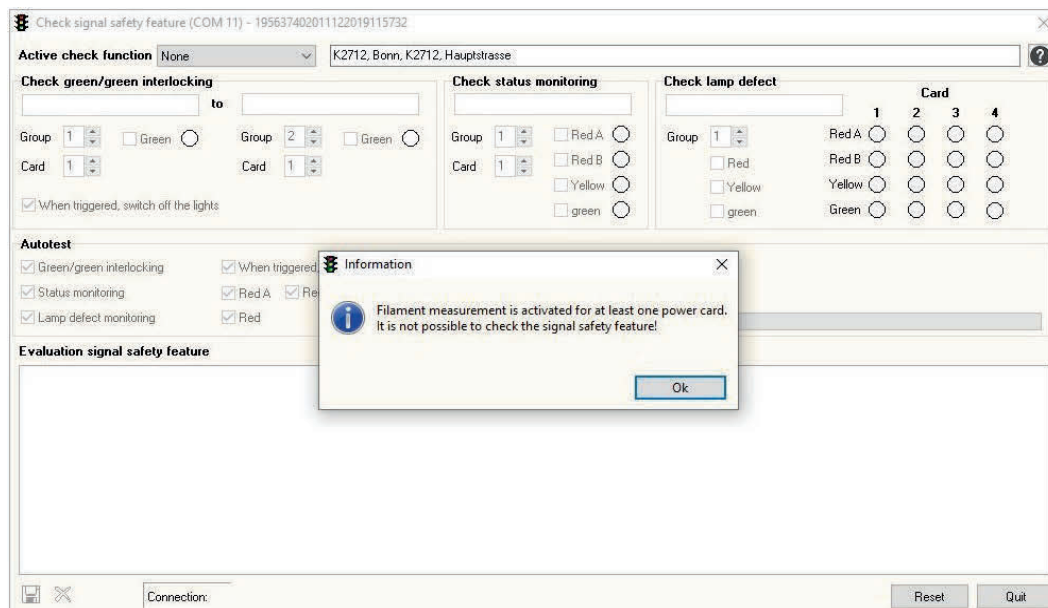 Check signal safety feature (COM 11) - 195637402011122019115732
Active check function None K2712, Bonn, K2712, Hauptstrasse
Check green/green interlocking
to
Group 1 Green Group 2 Green
Card 1 Card 1
When triggered, switch off the lights
Check status monitoring
Group 1 Red A
Card 1 Red B
Yellow
green
Check lamp defect
Card
1 2 3 4
Group 1 Red A
Red Red B
Yellow Yellow
green Green
Autotest
Green/green interlocking When triggered,
Status monitoring Red A
Lamp defect monitoring Red
Information
Filament measurement is activated for at least one power card.
It is not possible to check the signal safety feature!
Ok
Evaluation signal safety feature
Connection:
Reset Quit